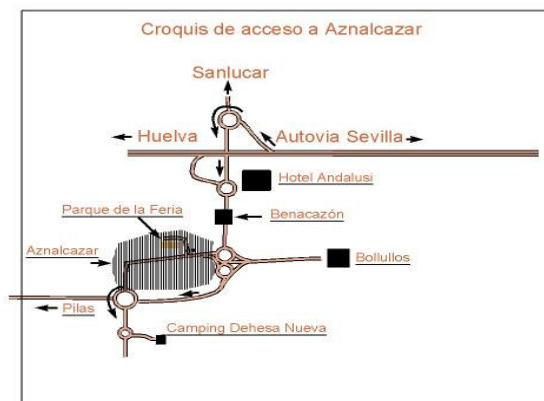 Croquis de acceso a Aznalcazar
Sanlucar
Huelva
Autovia Sevilla
Hotel Andalusi
Parque de la Feria
Benacazón
Aznalcazar
Bollullos
Pilas
Camping Dehesa Nueva